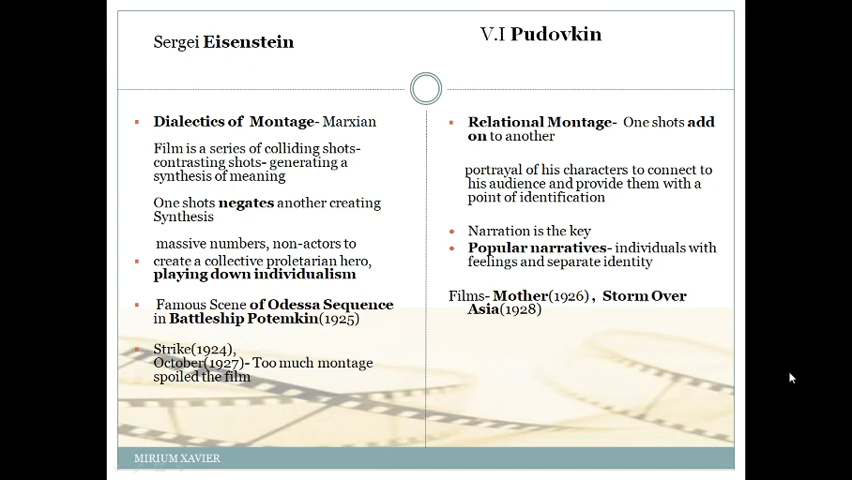 Sergei Eisenstein
Dialectics of Montage- Marxian
Film is a series of colliding shots-
contrasting shots- generating a
synthesis of meaning
One shots negates another creating
Synthesis
massive numbers, non-actors to
create a collective proletarian hero,
playing down individualism
Famous Scene of Odessa Sequence
in Battleship Potemkin(1925)
Strike(1924),
October(1927)- Too much montage
spoiled the film
V.I Pudovkin
Relational Montage- One shots add
on to another
portrayal of his characters to connect to
his audience and provide them with a
point of identification
Narration is the key
Popular narratives- individuals with
feelings and separate identity
Films- Mother(1926) , Storm Over
Asia(1928)
MIRIUM XAVIER